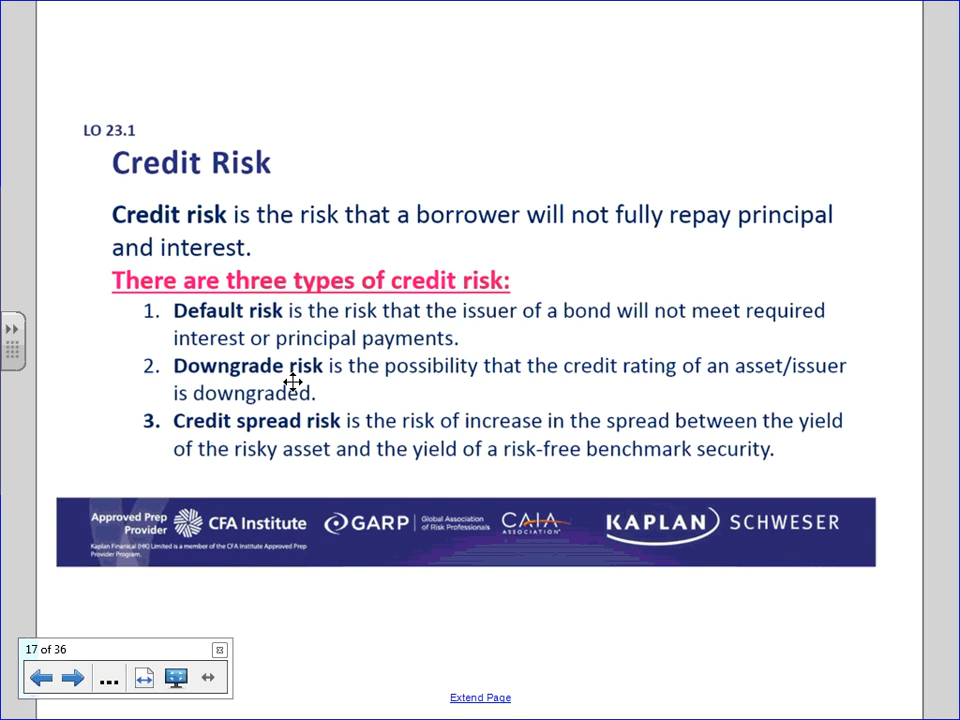 LO 23.1
Credit Risk
Credit risk is the risk that a borrower will not fully repay principal
and interest.
There are three types of credit risk:
1. Default risk is the risk that the issuer of a bond will not meet required
interest or principal payments.
2. Downgrade risk is the possibility that the credit rating of an asset/issuer
is downgraded.
3. Credit spread risk is the risk of increase in the spread between the yield
of the risky asset and the yield of a risk-free benchmark security.
Approved Prep
Provider
CFA Institute
Kaplan Financial (HK) Limited is a member of the CFA Institute Approved Prep
Provider Program.
GARP
Global Association
of Risk Professionals
CAIA
ASSOCIATION
KAPLAN SCHWESER
17 of 36
...
Extend Page